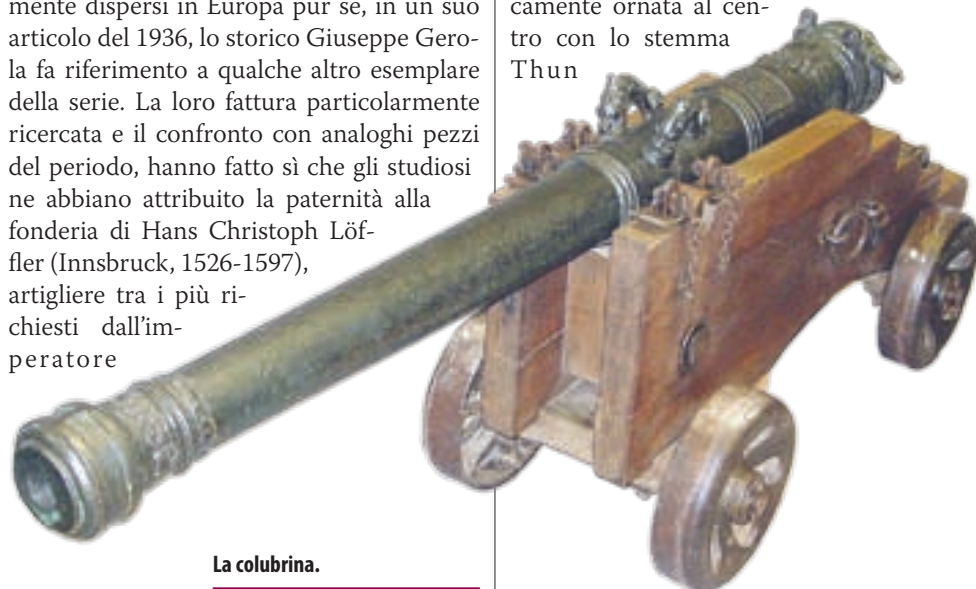 mente dispersi in Europa pur se, in un suo
articolo del 1936, lo storico Giuseppe Gero-
la fa riferimento a qualche altro esemplare
della serie. La loro fattura particolarmente
ricercata e il confronto con analoghi pezzi
del periodo, hanno fatto sì che gli studiosi
ne abbiano attribuito la paternità alla
fonderia di Hans Christoph Löf-
fler (Innsbruck, 1526-1597),
artigliere tra i più ri-
chiesti dall'im-
peratore
camente ornata al cen-
tro con lo stemma
Thun
La colubrina.